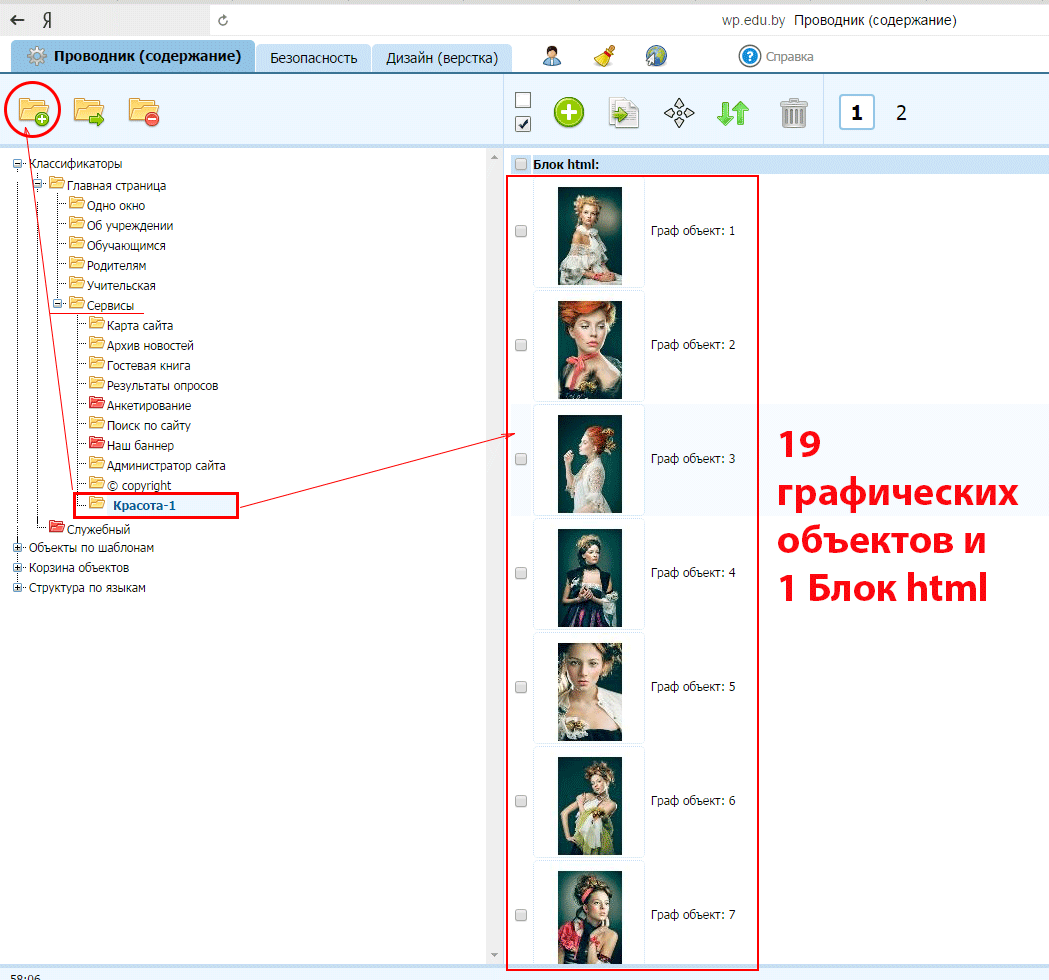 Я
wp.edu.by Проводник (содержание)
Проводник (содержание)
Безопасность
Дизайн (верстка)
Справка
1
2
Классификаторы
Главная страница
Одно окно
Об учреждении
Обучающимся
Родителям
Учительская
Сервисы
Карта сайта
Архив новостей
Гостевая книга
Результаты опросов
Анкетирование
Поиск по сайту
Наш баннер
Администратор сайта
© copyright
Красота-1
Служебный
Объекты по шаблонам
Корзина объектов
Структура по языкам
Блок html:
Граф объект: 1
Граф объект: 2
Граф объект: 3
Граф объект: 4
Граф объект: 5
Граф объект: 6
Граф объект: 7
19
графических
объектов и
1 Блок html
58:06